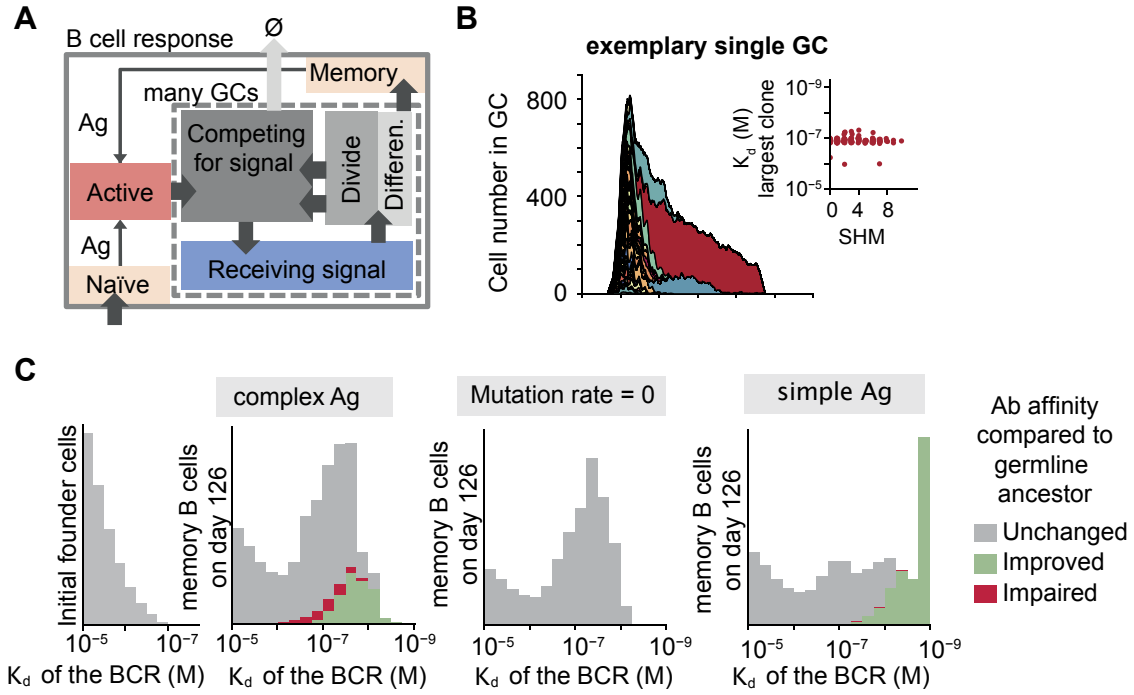 A
B cell response
Ø
Memory
many GCs
Ag
Competing
for signal
Divide
Differen.
Active
Ag
Receiving signal
Naïve
B
exemplary single GC
800
400
0
Cell number in GC
10⁻⁹
10⁻⁷
10⁻⁵
K_d (M)
largest clone
0 4 8
SHM
C
Initial founder cells
10⁻⁵ 10⁻⁷
K_d of the BCR (M)
complex Ag
memory B cells
on day 126
10⁻⁵ 10⁻⁷ 10⁻⁹
K_d of the BCR (M)
Mutation rate = 0
memory B cells
on day 126
10⁻⁵ 10⁻⁷ 10⁻⁹
K_d of the BCR (M)
simple Ag
memory B cells
on day 126
10⁻⁵ 10⁻⁷ 10⁻⁹
K_d of the BCR (M)
Ab affinity
compared to
germline
ancestor
Unchanged
Improved
Impaired